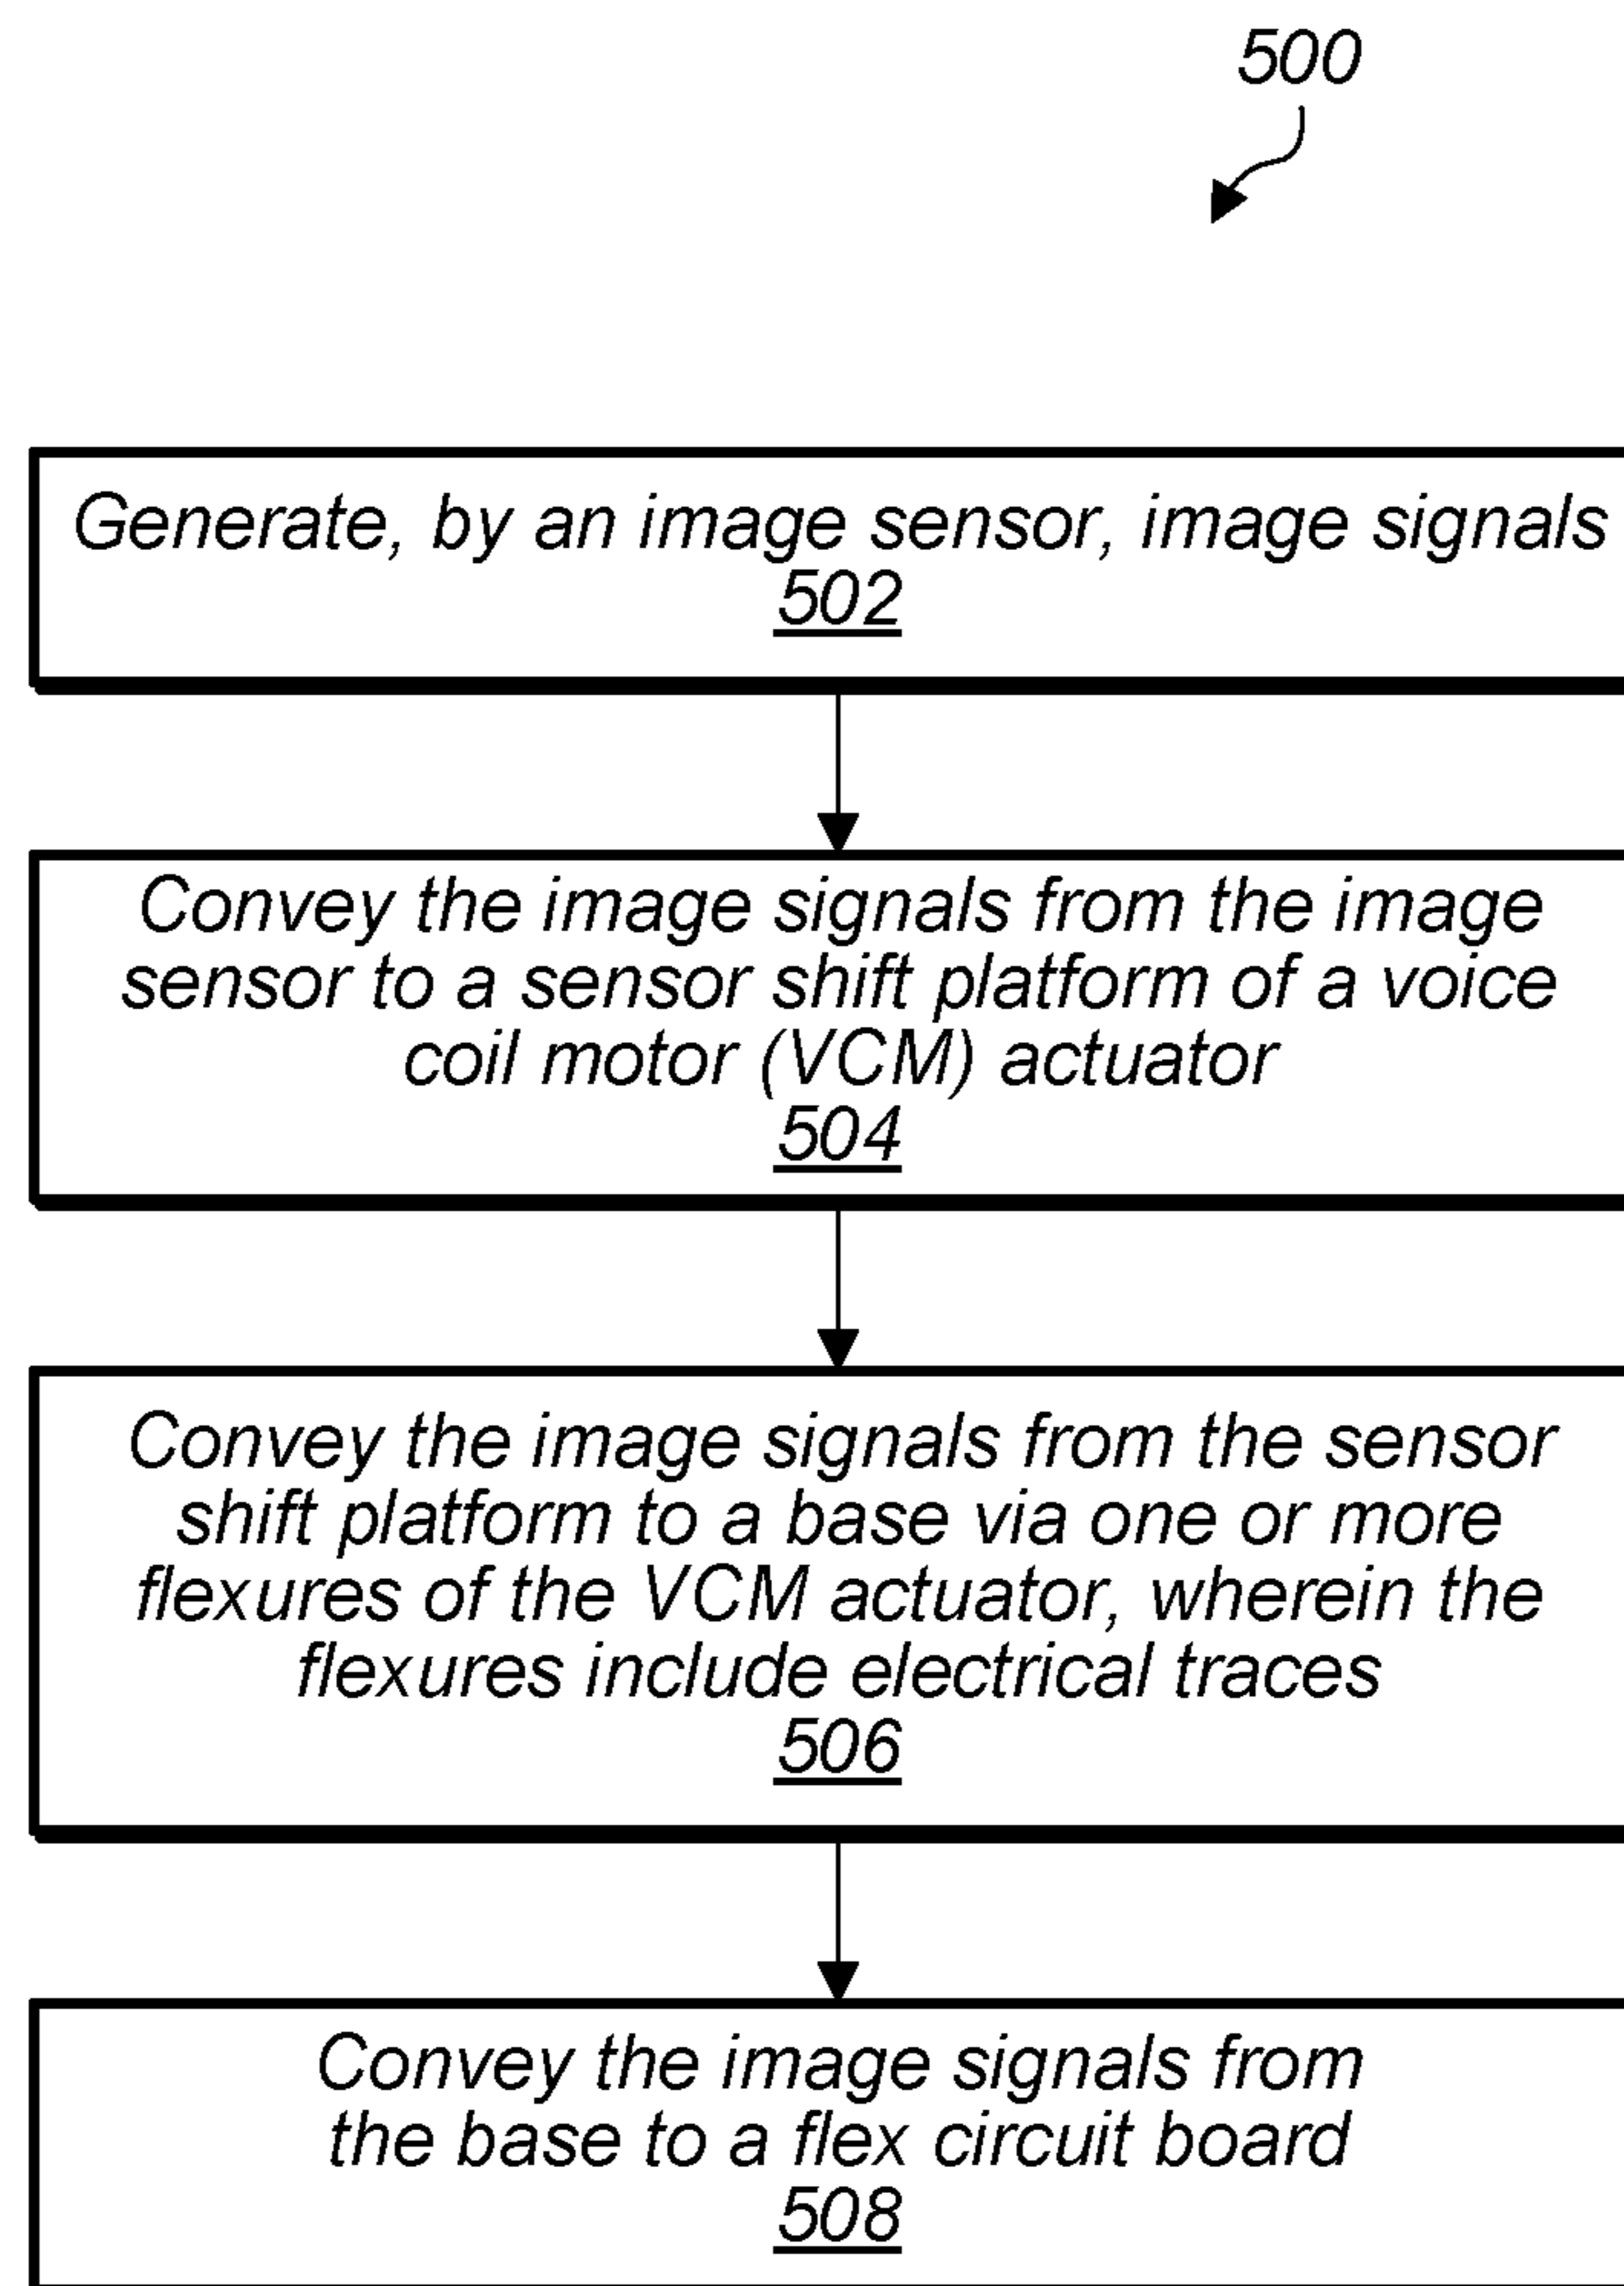 500
Generate, by an image sensor, image signals
502
Convey the image signals from the image
sensor to a sensor shift platform of a voice
coil motor (VCM) actuator
504
Convey the image signals from the sensor
shift platform to a base via one or more
flexures of the VCM actuator, wherein the
flexures include electrical traces
506
Convey the image signals from
the base to a flex circuit board
508